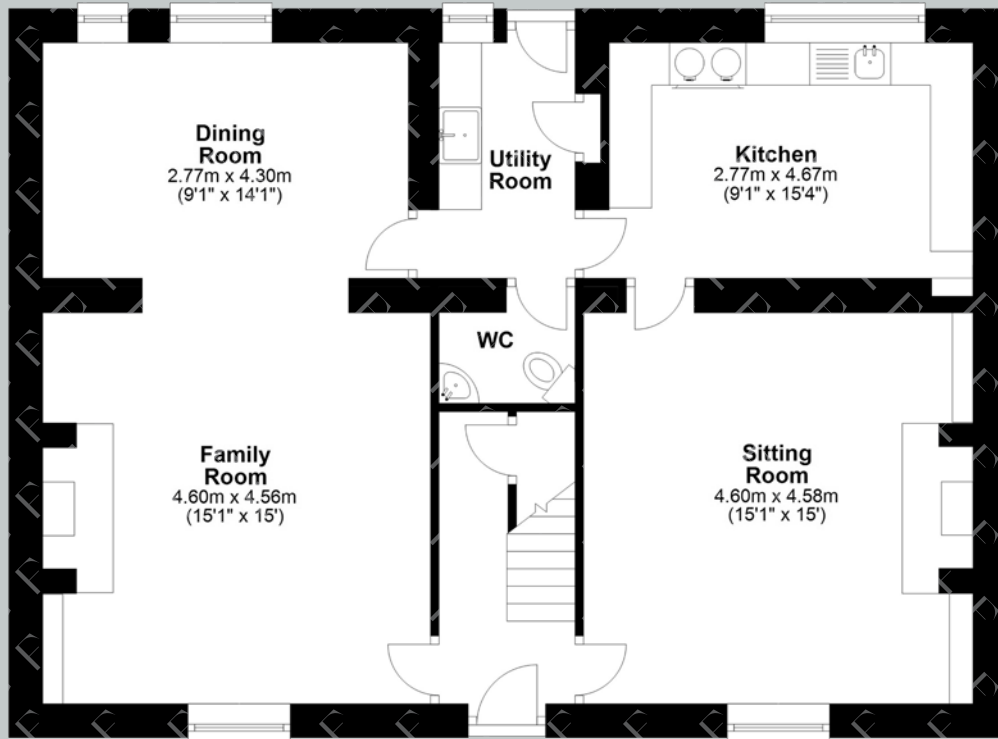 Dining
Room
2.77m x 4.30m
(9'1" x 14'1")
Utility
Room
Kitchen
2.77m x 4.67m
(9'1" x 15'4")
WC
Family
Room
4.60m x 4.56m
(15'1" x 15')
Sitting
Room
4.60m x 4.58m
(15'1" x 15')